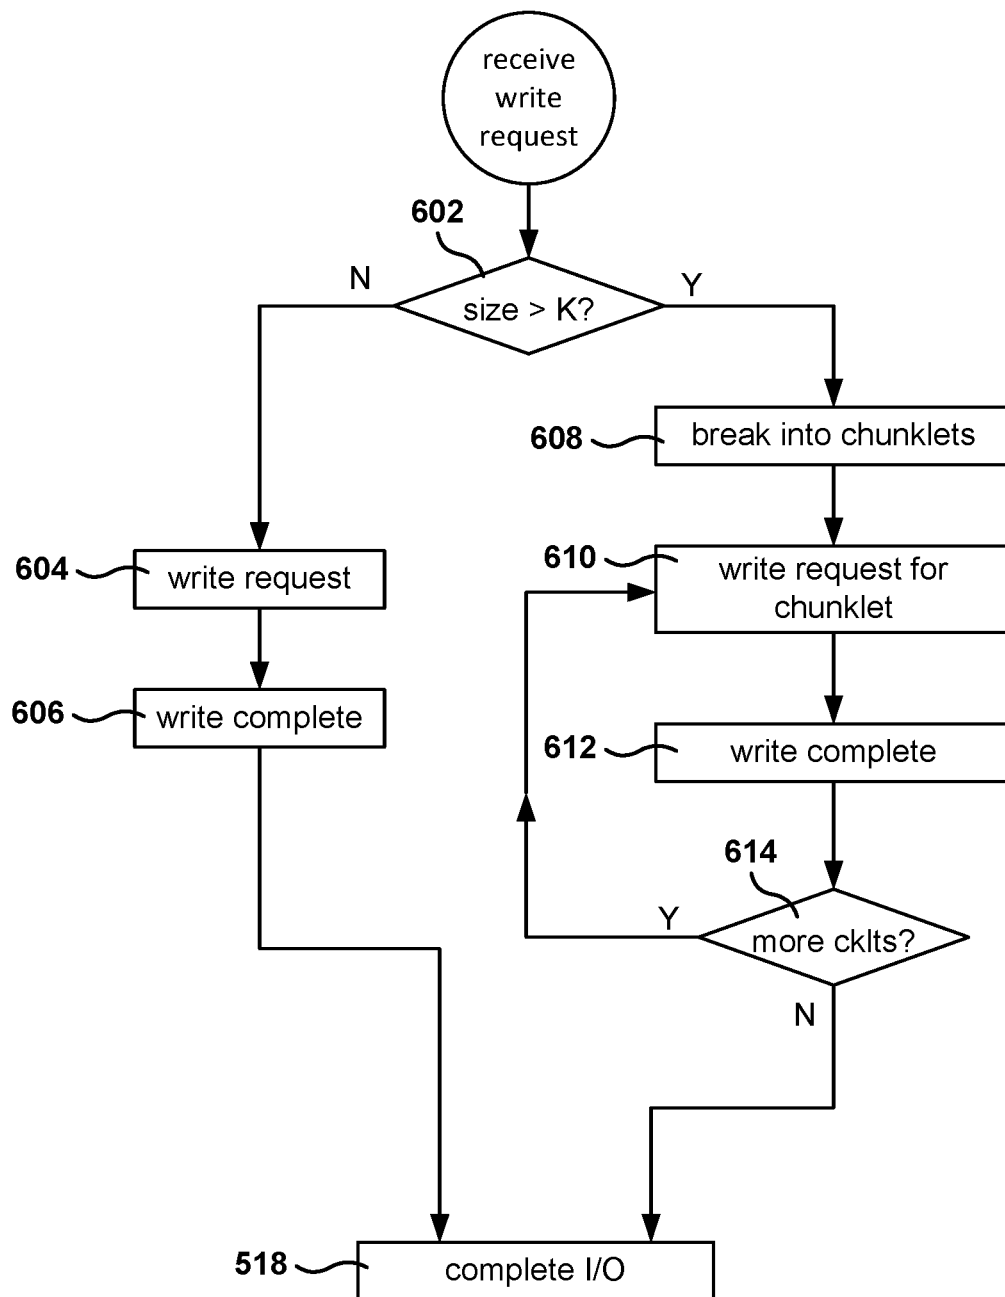 receive
write
request
602
N
Y
size > K?
608
break into chunklets
604
write request
610
write request for
chunklet
606
write complete
612
write complete
614
Y
more cklts?
N
518
complete I/O